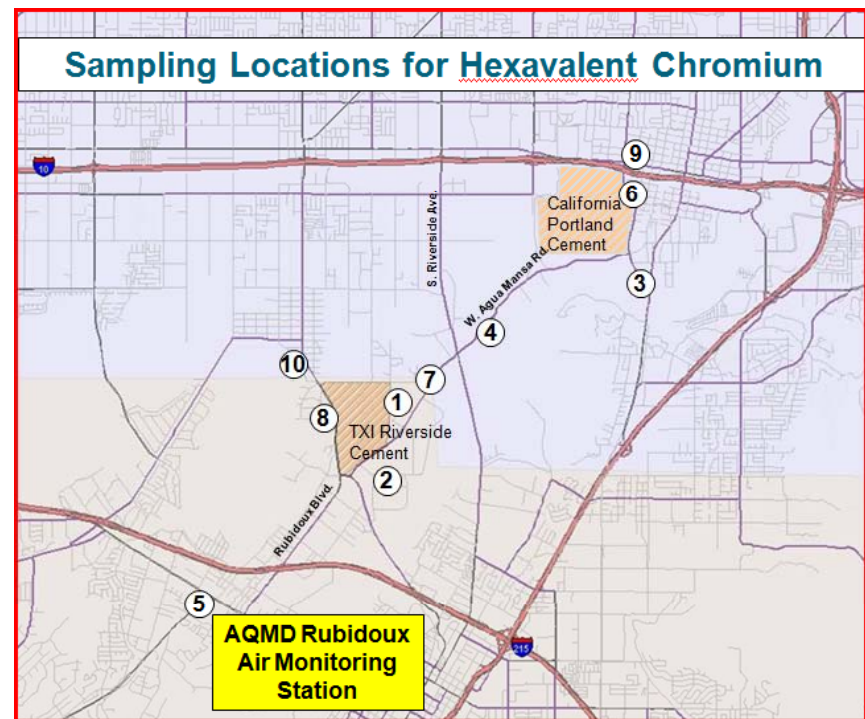 Sampling Locations for Hexavalent Chromium
10
9
6
California
Portland
Cement
S. Riverside Ave.
W. Agua Mansa Rd.
3
4
10
7
1
8
TXI Riverside
Cement
2
Rubidoux Blvd.
5
AQMD Rubidoux
Air Monitoring
Station
215